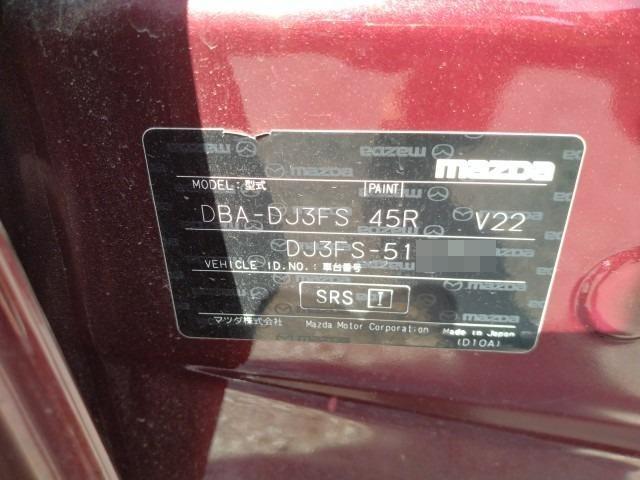 mazda
MODEL:型式 PAINT
DBA-DJ3FS 45R V22
DJ3FS-51
VEHICLE ID.NO.:車台番号
SRS I
マツダ株式会社 Mazda Motor Corporation Made in Japan
(D10A)